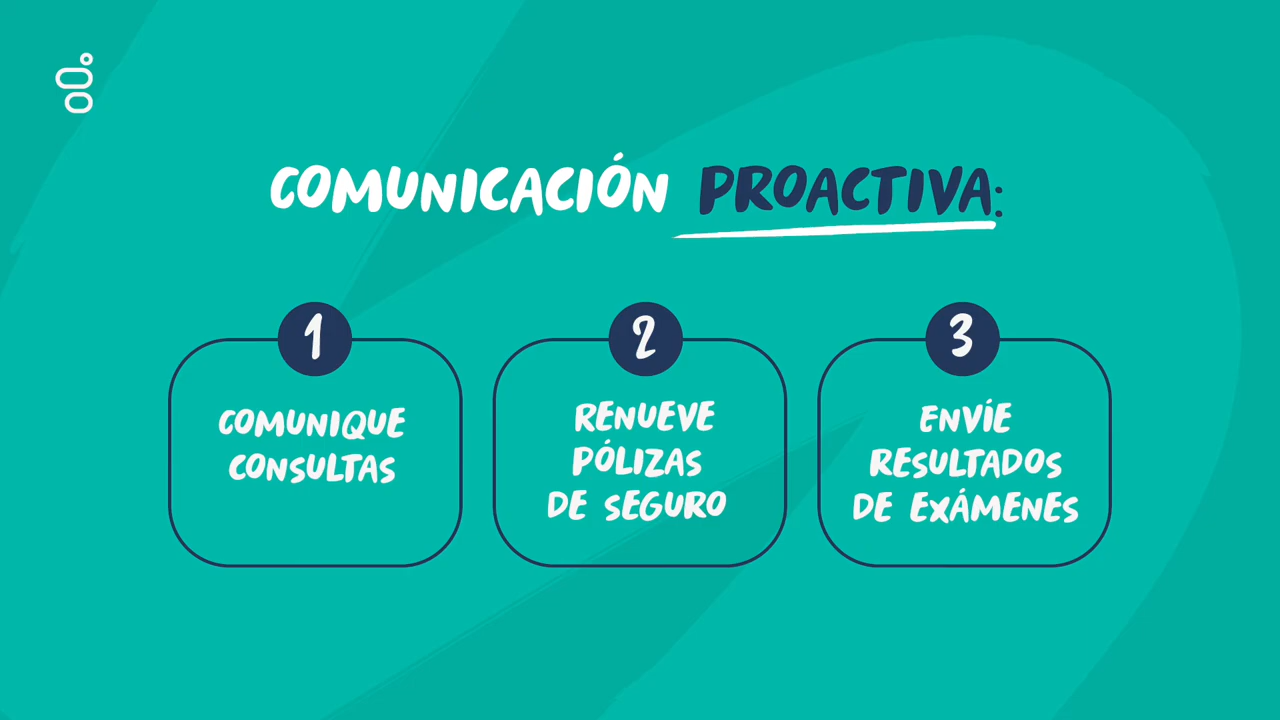 COMUNICACIÓN PROACTIVA:
1
COMUNIQUE
CONSULTAS
2
RENUEVE
PÓLIZAS
DE SEGURO
3
ENVÍE
RESULTADOS
DE EXÁMENES